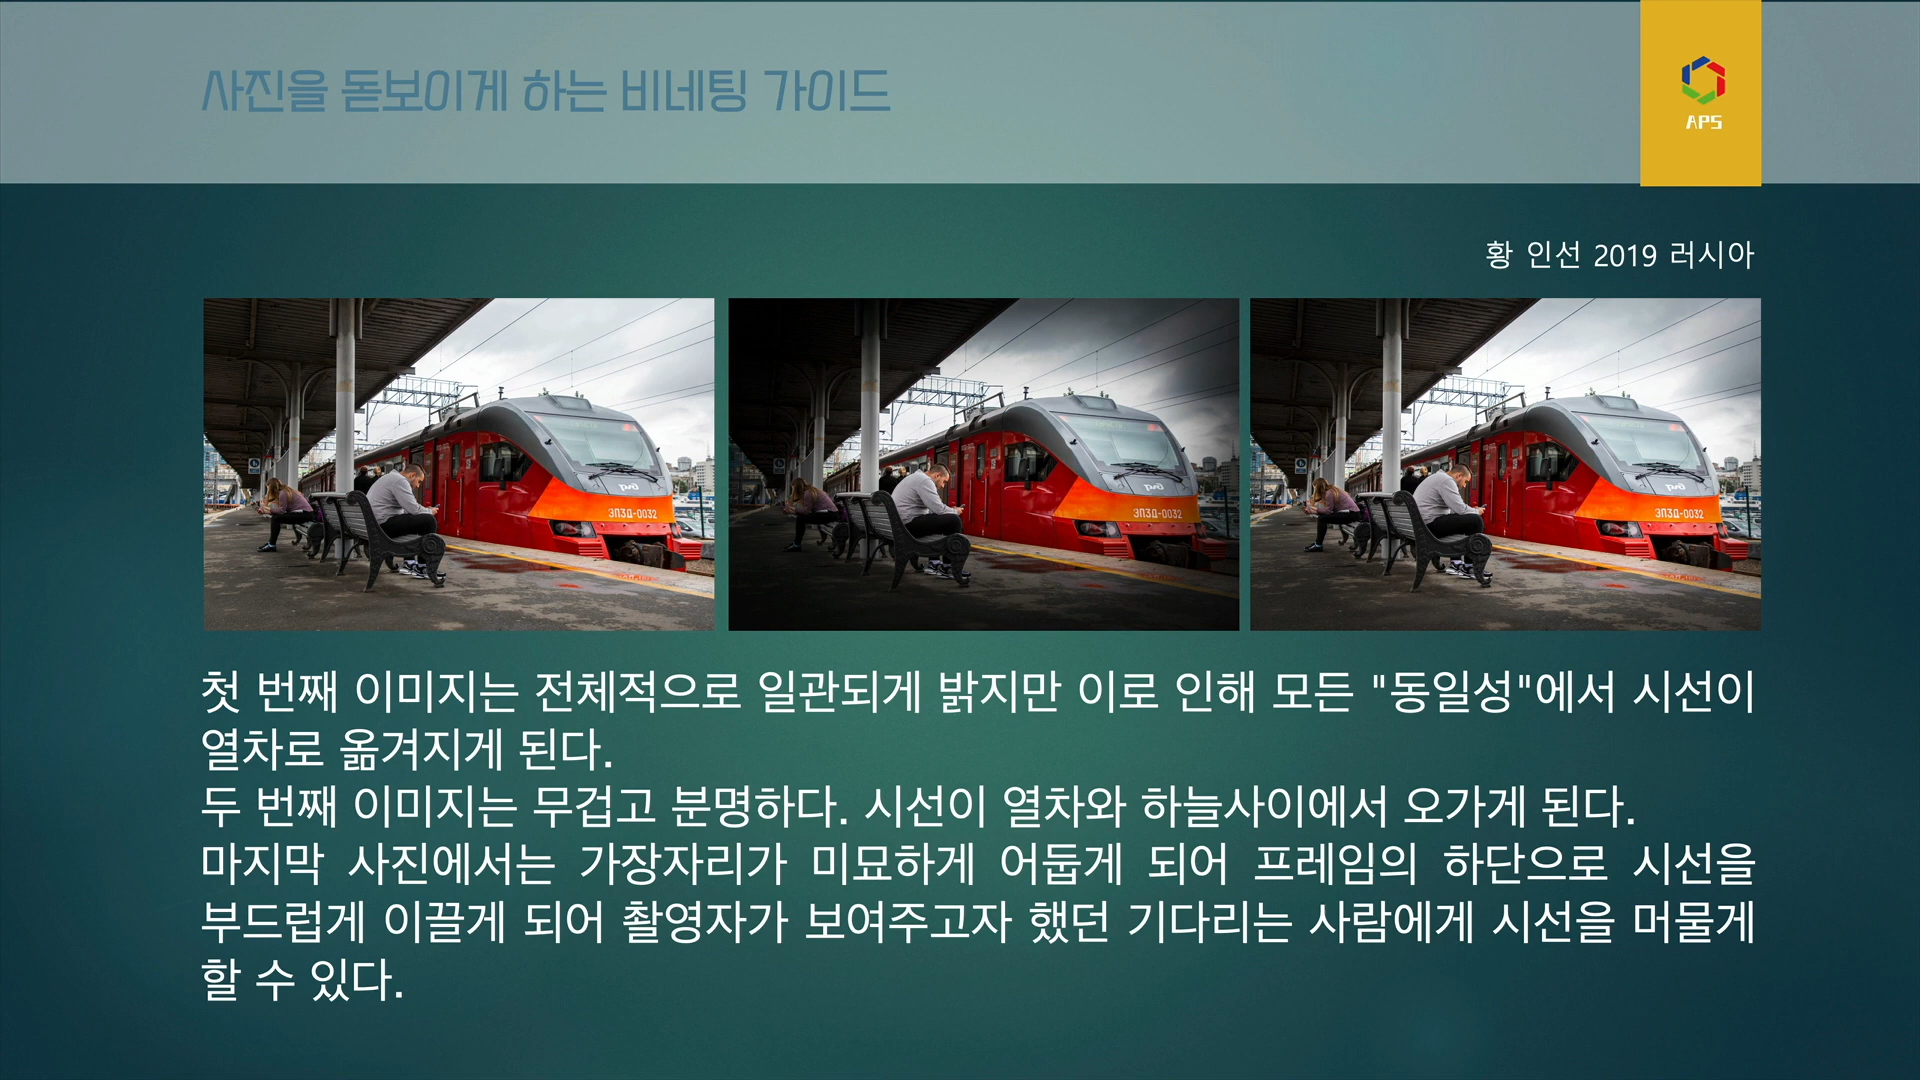 사진을 돋보이게 하는 비네팅 가이드
APS
황 인선 2019 러시아
ЭП3Д-0032
ЭП3Д-0032
ЭП3Д-0032
첫 번째 이미지는 전체적으로 일관되게 밝지만 이로 인해 모든 "동일성"에서 시선이
열차로 옮겨지게 된다.
두 번째 이미지는 무겁고 분명하다. 시선이 열차와 하늘사이에서 오가게 된다.
마지막 사진에서는 가장자리가 미묘하게 어둡게 되어 프레임의 하단으로 시선을
부드럽게 이끌게 되어 촬영자가 보여주고자 했던 기다리는 사람에게 시선을 머물게
할 수 있다.